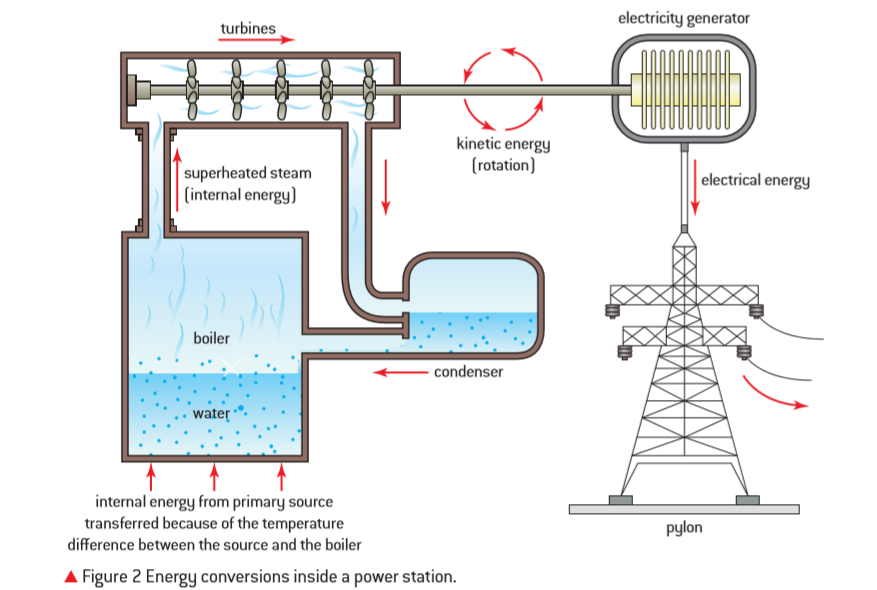 turbines
electricity generator
kinetic energy
(rotation)
superheated steam
(internal energy)
electrical energy
boiler
condenser
water
internal energy from primary source
transferred because of the temperature
difference between the source and the boiler
pylon
▲ Figure 2 Energy conversions inside a power station.